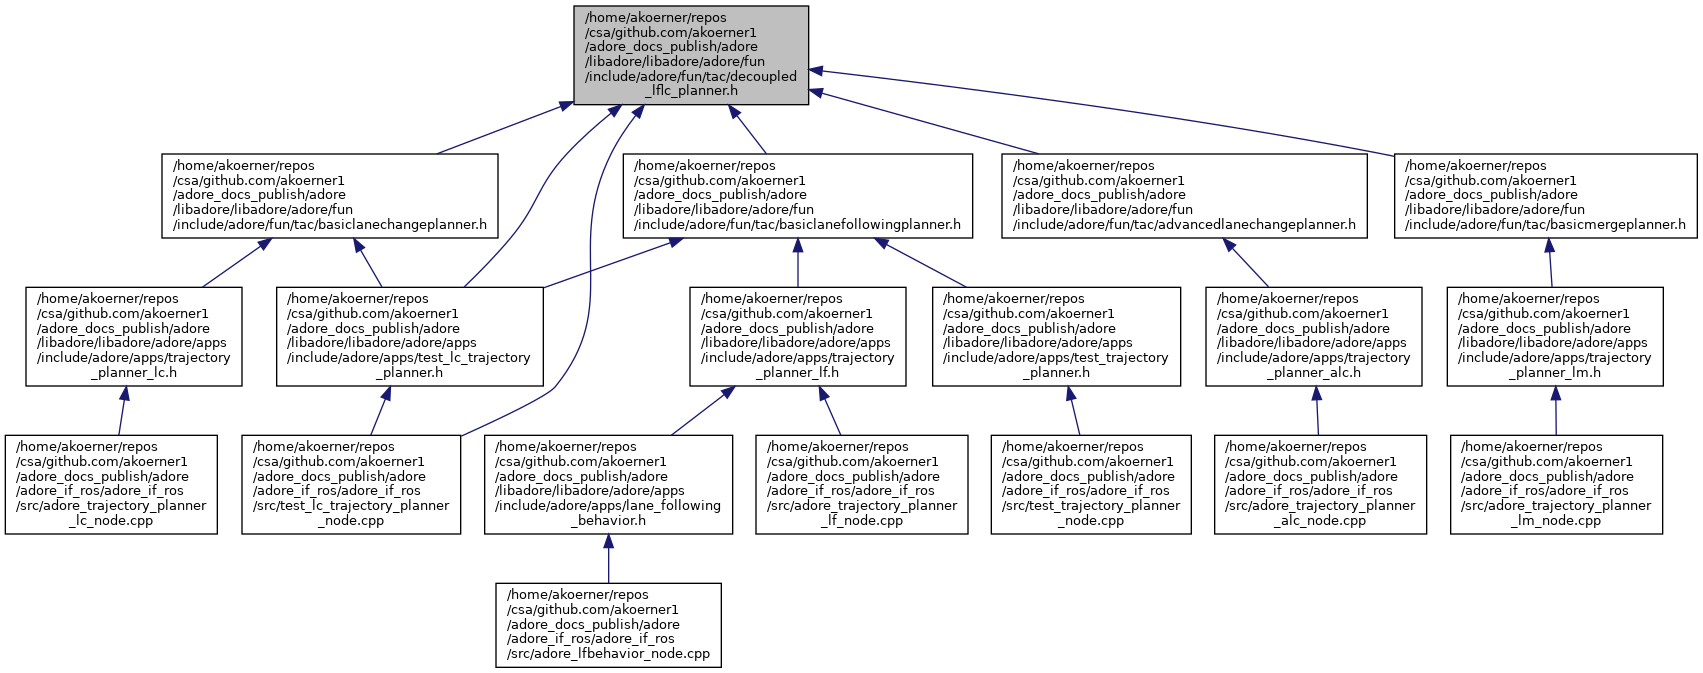 /home/akoerner/repos
/csa/github.com/akoerner1
/adore_docs_publish/adore
/libadore/libadore/adore/fun
/include/adore/fun/tac/decoupled
_lflc_planner.h
/home/akoerner/repos
/csa/github.com/akoerner1
/adore_docs_publish/adore
/libadore/libadore/adore/fun
/include/adore/fun/tac/basiclanechangeplanner.h
/home/akoerner/repos
/csa/github.com/akoerner1
/adore_docs_publish/adore
/libadore/libadore/adore/fun
/include/adore/fun/tac/basiclanefollowingplanner.h
/home/akoerner/repos
/csa/github.com/akoerner1
/adore_docs_publish/adore
/libadore/libadore/adore/fun
/include/adore/fun/tac/advancedlanechangeplanner.h
/home/akoerner/repos
/csa/github.com/akoerner1
/adore_docs_publish/adore
/libadore/libadore/adore/fun
/include/adore/fun/tac/basicmergeplanner.h
/home/akoerner/repos
/csa/github.com/akoerner1
/adore_docs_publish/adore
/libadore/libadore/adore/apps
/include/adore/apps/trajectory
_planner_lc.h
/home/akoerner/repos
/csa/github.com/akoerner1
/adore_docs_publish/adore
/libadore/libadore/adore/apps
/include/adore/apps/test_lc_trajectory
_planner.h
/home/akoerner/repos
/csa/github.com/akoerner1
/adore_docs_publish/adore
/libadore/libadore/adore/apps
/include/adore/apps/trajectory
_planner_lf.h
/home/akoerner/repos
/csa/github.com/akoerner1
/adore_docs_publish/adore
/libadore/libadore/adore/apps
/include/adore/apps/test_trajectory
_planner.h
/home/akoerner/repos
/csa/github.com/akoerner1
/adore_docs_publish/adore
/libadore/libadore/adore/apps
/include/adore/apps/trajectory
_planner_alc.h
/home/akoerner/repos
/csa/github.com/akoerner1
/adore_docs_publish/adore
/libadore/libadore/adore/apps
/include/adore/apps/trajectory
_planner_lm.h
/home/akoerner/repos
/csa/github.com/akoerner1
/adore_docs_publish/adore
/adore_if_ros/adore_if_ros
/src/adore_trajectory_planner
_lc_node.cpp
/home/akoerner/repos
/csa/github.com/akoerner1
/adore_docs_publish/adore
/adore_if_ros/adore_if_ros
/src/test_lc_trajectory_planner
_node.cpp
/home/akoerner/repos
/csa/github.com/akoerner1
/adore_docs_publish/adore
/libadore/libadore/adore/apps
/include/adore/apps/lane_following
_behavior.h
/home/akoerner/repos
/csa/github.com/akoerner1
/adore_docs_publish/adore
/adore_if_ros/adore_if_ros
/src/adore_trajectory_planner
_lf_node.cpp
/home/akoerner/repos
/csa/github.com/akoerner1
/adore_docs_publish/adore
/adore_if_ros/adore_if_ros
/src/test_trajectory_planner
_node.cpp
/home/akoerner/repos
/csa/github.com/akoerner1
/adore_docs_publish/adore
/adore_if_ros/adore_if_ros
/src/adore_trajectory_planner
_alc_node.cpp
/home/akoerner/repos
/csa/github.com/akoerner1
/adore_docs_publish/adore
/adore_if_ros/adore_if_ros
/src/adore_trajectory_planner
_lm_node.cpp
/home/akoerner/repos
/csa/github.com/akoerner1
/adore_docs_publish/adore
/adore_if_ros/adore_if_ros
/src/adore_lfbehavior_node.cpp